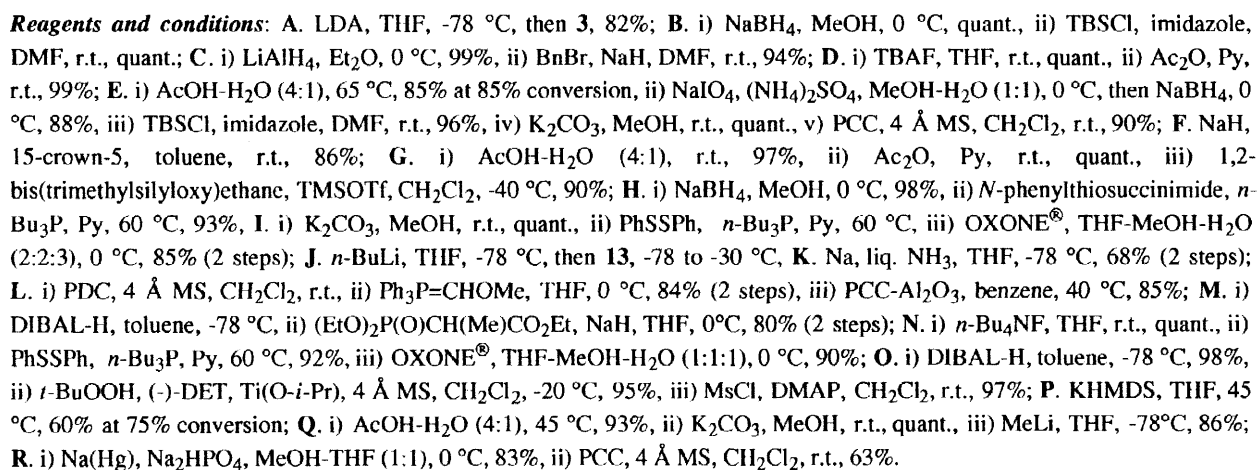 Reagents and conditions: A. LDA, THF, -78 °C, then 3, 82%; B. i) NaBH₄, MeOH, 0 °C, quant., ii) TBSCl, imidazole,
DMF, r.t., quant.; C. i) LiAlH₄, Et₂O, 0 °C, 99%, ii) BnBr, NaH, DMF, r.t., 94%; D. i) TBAF, THF, r.t., quant., ii) Ac₂O, Py,
r.t., 99%; E. i) AcOH-H₂O (4:1), 65 °C, 85% at 85% conversion, ii) NaIO₄, (NH₄)₂SO₄, MeOH-H₂O (1:1), 0 °C, then NaBH₄, 0
°C, 88%, iii) TBSCl, imidazole, DMF, r.t., 96%, iv) K₂CO₃, MeOH, r.t., quant., v) PCC, 4 Å MS, CH₂Cl₂, r.t., 90%; F. NaH,
15-crown-5, toluene, r.t., 86%; G. i) AcOH-H₂O (4:1), r.t., 97%, ii) Ac₂O, Py, r.t., quant., iii) 1,2-
bis(trimethylsilyloxy)ethane, TMSOTf, CH₂Cl₂, -40 °C, 90%; H. i) NaBH₄, MeOH, 0 °C, 98%, ii) N-phenylthiosuccinimide, n-
Bu₃P, Py, 60 °C, 93%, I. i) K₂CO₃, MeOH, r.t., quant., ii) PhSSPh, n-Bu₃P, Py, 60 °C, iii) OXONE®, THF-MeOH-H₂O
(2:2:3), 0 °C, 85% (2 steps); J. n-BuLi, THF, -78 °C, then 13, -78 to -30 °C, K. Na, liq. NH₃, THF, -78 °C, 68% (2 steps);
L. i) PDC, 4 Å MS, CH₂Cl₂, r.t., ii) Ph₃P=CHOMe, THF, 0 °C, 84% (2 steps), iii) PCC-Al₂O₃, benzene, 40 °C, 85%; M. i)
DIBAL-H, toluene, -78 °C, ii) (EtO)₂P(O)CH(Me)CO₂Et, NaH, THF, 0°C, 80% (2 steps); N. i) n-Bu₄NF, THF, r.t., quant., ii)
PhSSPh, n-Bu₃P, Py, 60 °C, 92%, iii) OXONE®, THF-MeOH-H₂O (1:1:1), 0 °C, 90%; O. i) DIBAL-H, toluene, -78 °C, 98%,
ii) t-BuOOH, (-)-DET, Ti(O-i-Pr), 4 Å MS, CH₂Cl₂, -20 °C, 95%, iii) MsCl, DMAP, CH₂Cl₂, r.t., 97%; P. KHMDS, THF, 45
°C, 60% at 75% conversion; Q. i) AcOH-H₂O (4:1), 45 °C, 93%, ii) K₂CO₃, MeOH, r.t., quant., iii) MeLi, THF, -78°C, 86%;
R. i) Na(Hg), Na₂HPO₄, MeOH-THF (1:1), 0 °C, 83%, ii) PCC, 4 Å MS, CH₂Cl₂, r.t., 63%.